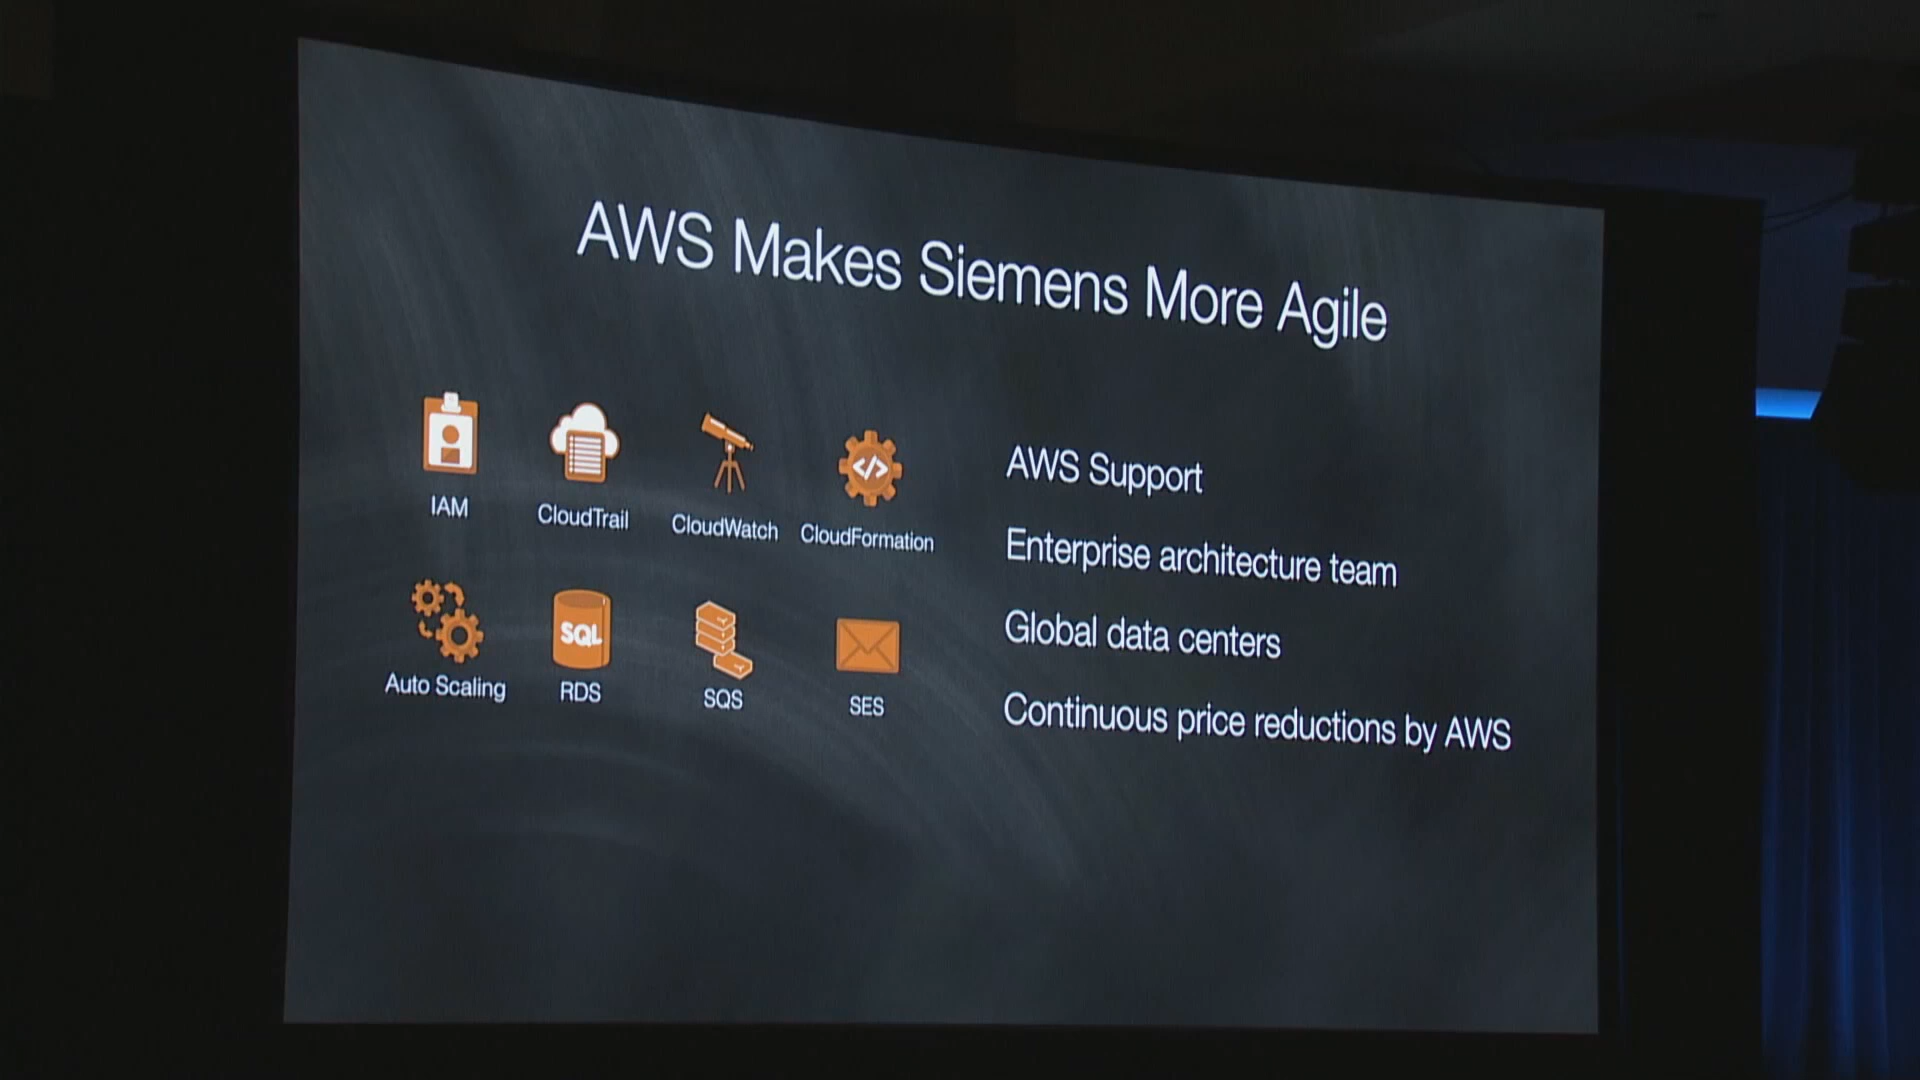 AWS Makes Siemens More Agile
IAM
CloudTrail
CloudWatch
CloudFormation
Auto Scaling
SQL
RDS
SQS
SES
AWS Support
Enterprise architecture team
Global data centers
Continuous price reductions by AWS